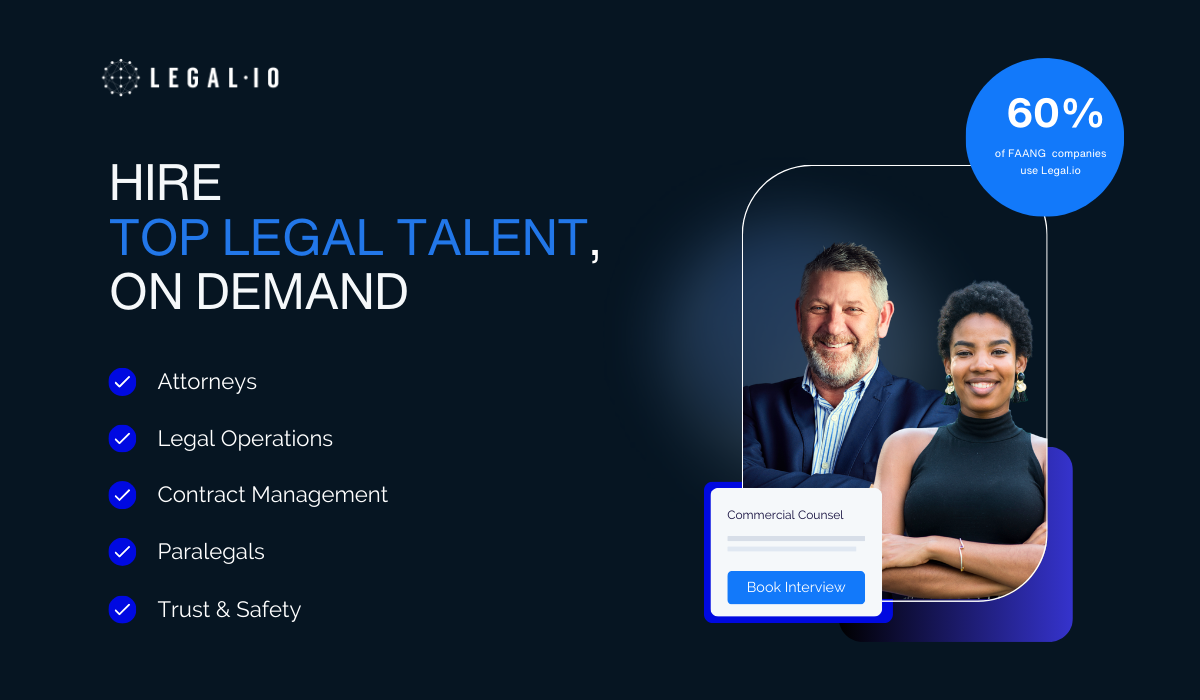 LEGAL·IO
HIRE
TOP LEGAL TALENT,
ON DEMAND
Attorneys
Legal Operations
Contract Management
Paralegals
Trust & Safety
60%
of FAANG companies
use Legal.io
Commercial Counsel
Book Interview